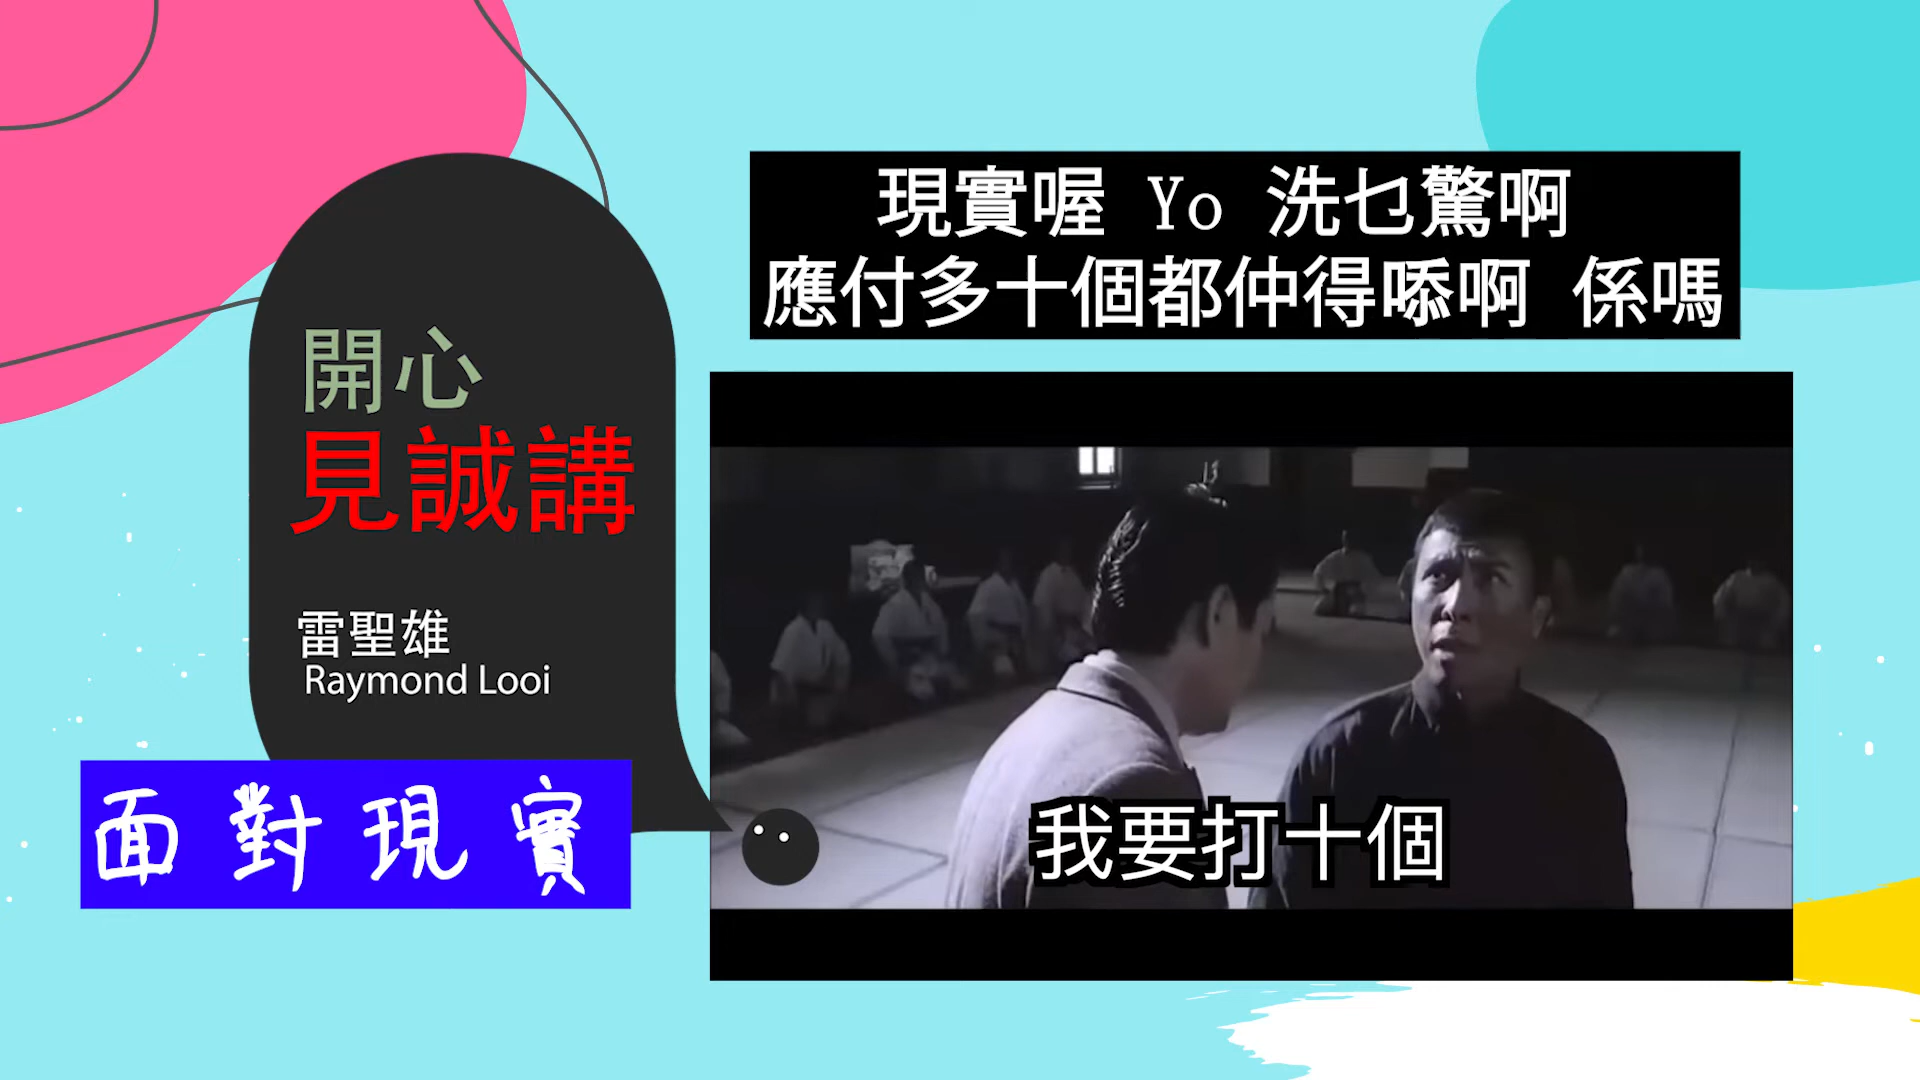 開心
見誠講
雷聖雄
Raymond Looi
面對現實
現實喔 Yo 洗乜驚啊
應付多十個都仲得㖭啊 係嗎
我要打十個